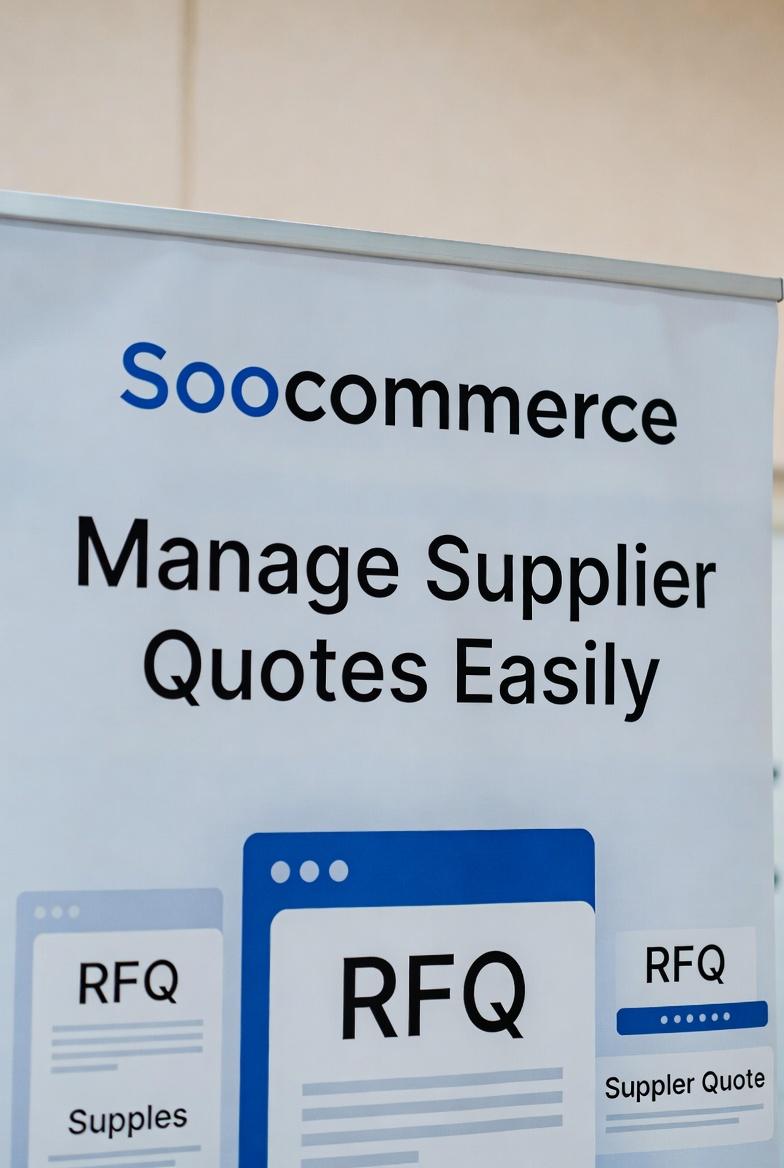 Soocommerce
Manage Supplier
Quotes Easily
RFQ
Supples
RFQ
RFQ
Suppler Quote